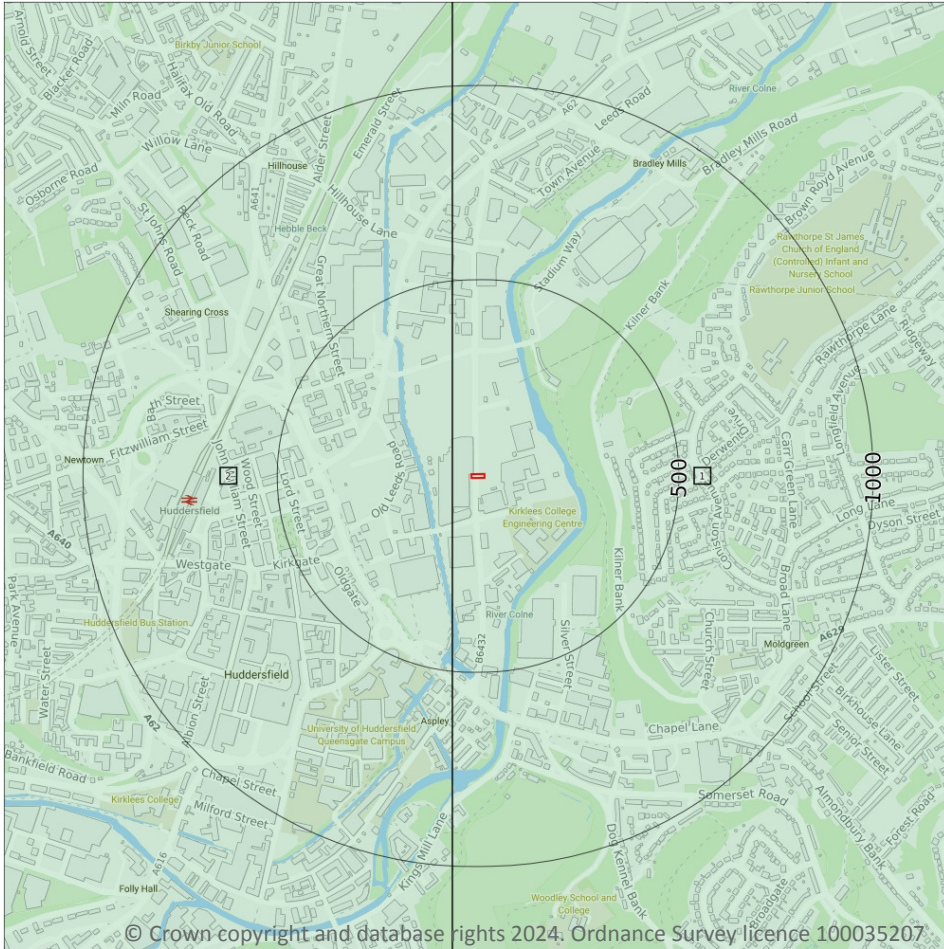 Arnold Street
Blacker Road
Birkby Junior School
Miln Road
Halifax Old Road
Willow Lane
Osborne Road
Hillhouse
A641
Alder Street
Emerald Street
Hillhouse Lane
St Johns Road
Beck Road
Hebble Beck
Great Northern Street
Shearing Cross
A62
Leeds Road
River Colne
Town Avenue
Bradley Mills
Bradley Mills Road
Brown Royd Avenue
Rawthorpe St James
Church of England
(Controlled) Infant and
Nursery School
Rawthorpe Junior School
Stadium Way
Kilner Bank
Rawthorpe Lane
Ridgeway
Longfield Avenue
Bath Street
Fitzwilliam Street
Newtown
2
Wood Street
Lord Street
Old Leeds Road
Huddersfield
A640
Westgate
Kirkgate
Oldgate
Park Avenue
Huddersfield Bus Station
Water Street
Huddersfield
Albion Street
A62
Kirklees College
Engineering Centre
500
1
Derwent Drive
Coniston Avenue
Carr Green Lane
1000
Long Lane
Dyson Street
Broad Lane
Kilner Bank
River Colne
B6432
Silver Street
Church Street
Moldgreen
A629
School Street
Lister Street
Birkhouse Lane
Senior Street
Chapel Lane
University of Huddersfield,
Queensgate Campus
Aspley
Bankfield Road
Chapel Street
Kirklees College
Milford Street
A616
Folly Hall
Kings Mill Lane
Somerset Road
Dog Kennel Bank
Almondbury Bank
Forest Road
Broadgate
Woodley School and
College
© Crown copyright and database rights 2024. Ordnance Survey licence 100035207.